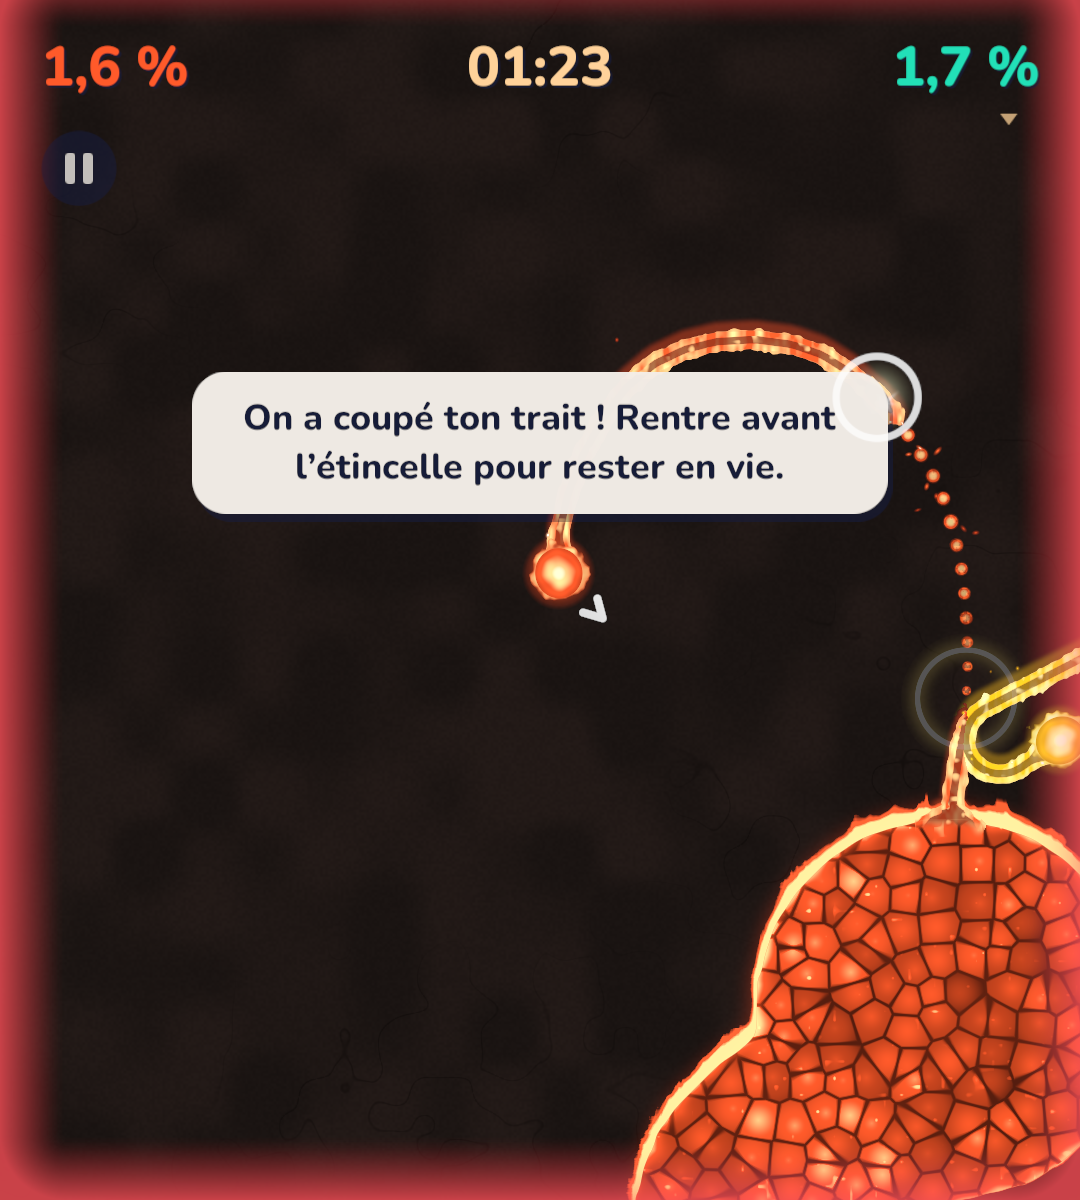 1,6 %
01:23
1,7 %
On a coupé ton trait ! Rentre avant
l’étincelle pour rester en vie.